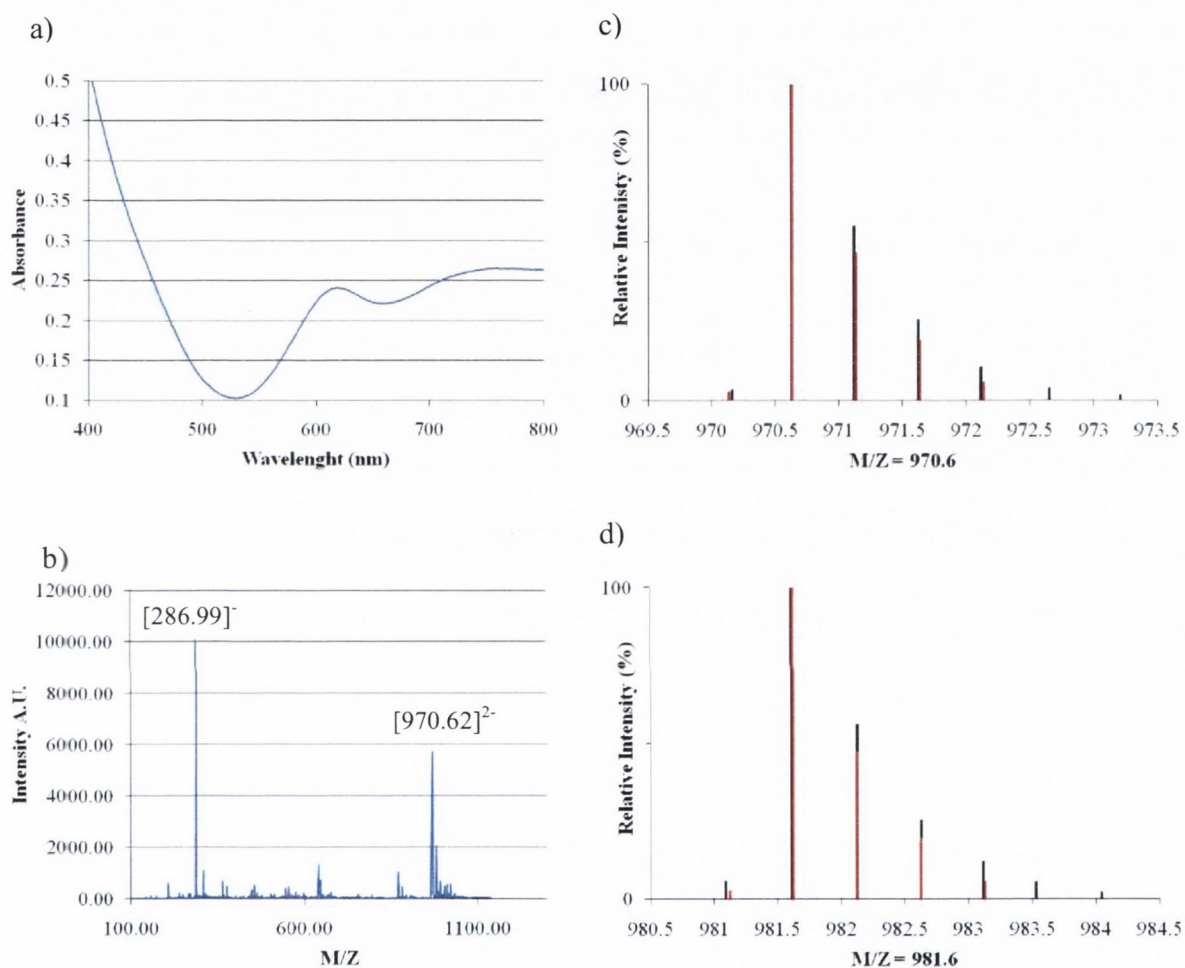 a)
0.5
0.45
0.4
0.35
0.3
0.25
0.2
0.15
0.1
400 500 600 700 800
Absorbance
Wavelenght (nm)
c)
100
0
969.5 970 970.5 971 971.5 972 972.5 973 973.5
Relative Intenisty (%)
M/Z = 970.6
b)
12000.00
10000.00
8000.00
6000.00
4000.00
2000.00
0.00
[286.99]-
[970.62]2-
100.00 600.00 1100.00
Intensity A.U.
M/Z
d)
100
0
980.5 981 981.5 982 982.5 983 983.5 984 984.5
Relative Intensity (%)
M/Z = 981.6